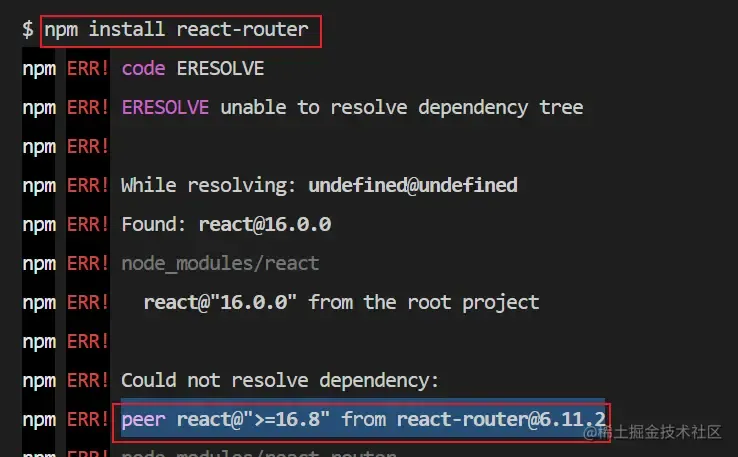 $ npm install react-router
npm ERR! code ERESOLVE
npm ERR! ERESOLVE unable to resolve dependency tree
npm ERR!
npm ERR! While resolving: undefined@undefined
npm ERR! Found: react@16.0.0
npm ERR! node_modules/react
npm ERR!   react@"16.0.0" from the root project
npm ERR!
npm ERR! Could not resolve dependency:
npm ERR! peer react@">=16.8" from react-router@6.11.2
@稀土掘金技术社区
npm ERR! node_modules/react-router